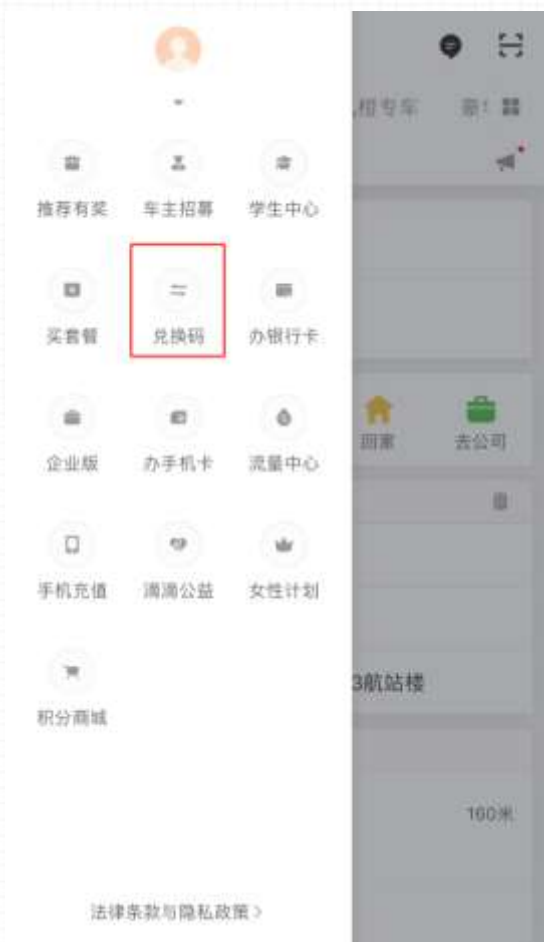 推荐有奖 车主招募 学生中心
买套餐 兑换码 办银行卡
企业版 办手机卡 流量中心
手机充值 滴滴公益 女性计划
积分商城
法律条款与隐私政策>
橙专车
回家 去公司
3航站楼
160米